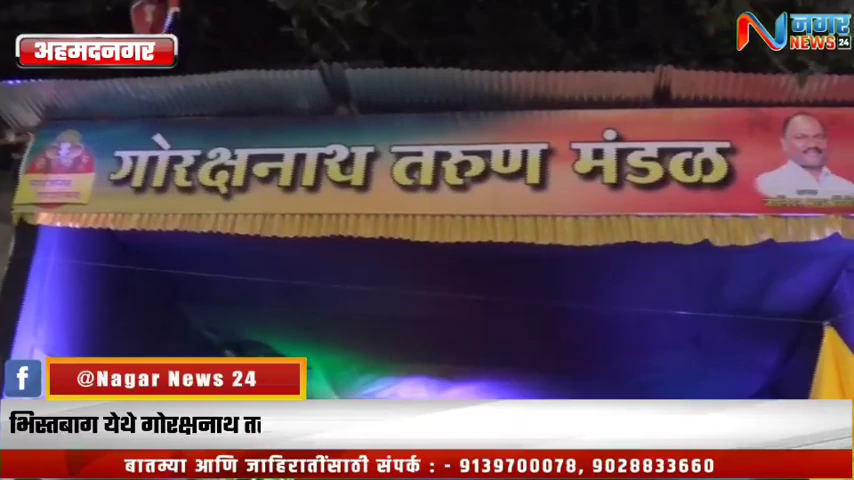 अहमदनगर
नगर
NEWS 24
गोरक्षनाथ तरुण मंडळ
@Nagar News 24
भिस्तबाग येथे गोरक्षनाथ त
बातम्या आणि जाहिरातींसाठी संपर्क : - 9139700078, 9028833660